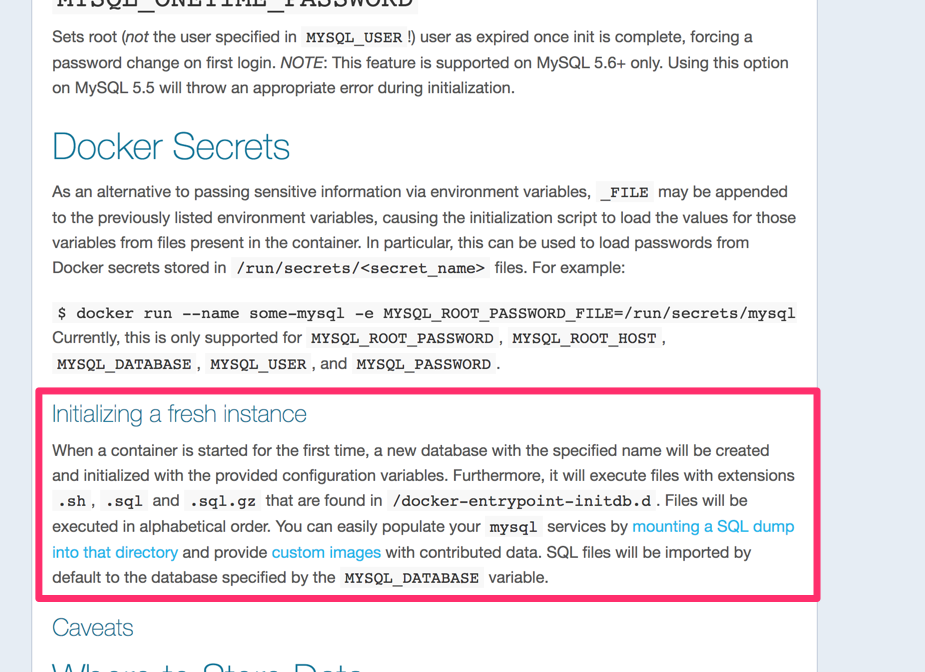 MYSQL_ONETIME_PASSWORD
Sets root (not the user specified in MYSQL_USER !) user as expired once init is complete, forcing a
password change on first login. NOTE: This feature is supported on MySQL 5.6+ only. Using this option
on MySQL 5.5 will throw an appropriate error during initialization.
Docker Secrets
As an alternative to passing sensitive information via environment variables, _FILE may be appended
to the previously listed environment variables, causing the initialization script to load the values for those
variables from files present in the container. In particular, this can be used to load passwords from
Docker secrets stored in /run/secrets/<secret_name> files. For example:
$ docker run --name some-mysql -e MYSQL_ROOT_PASSWORD_FILE=/run/secrets/mysql
Currently, this is only supported for MYSQL_ROOT_PASSWORD , MYSQL_ROOT_HOST ,
MYSQL_DATABASE , MYSQL_USER , and MYSQL_PASSWORD .
Initializing a fresh instance
When a container is started for the first time, a new database with the specified name will be created
and initialized with the provided configuration variables. Furthermore, it will execute files with extensions
.sh , .sql and .sql.gz that are found in /docker-entrypoint-initdb.d . Files will be
executed in alphabetical order. You can easily populate your mysql services by mounting a SQL dump
into that directory and provide custom images with contributed data. SQL files will be imported by
default to the database specified by the MYSQL_DATABASE variable.
Caveats
Where to Store Data